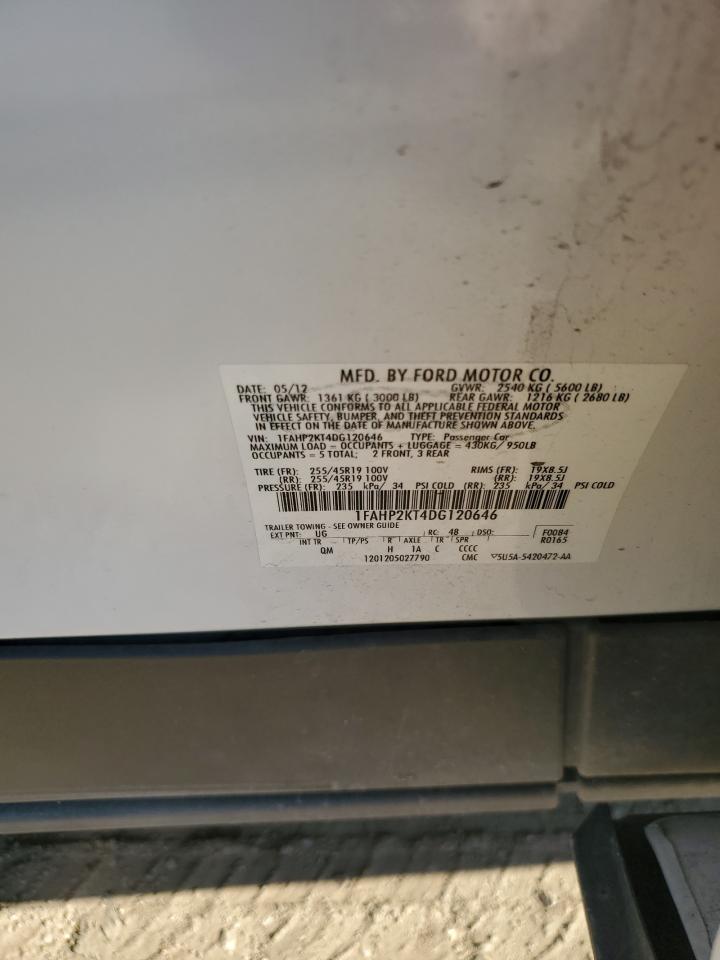 MFD. BY FORD MOTOR CO.
DATE: 05/12 GVWR: 2540 KG ( 5600 LB)
FRONT GAWR: 1361 KG ( 3000 LB) REAR GAWR: 1216 KG ( 2680 LB)
THIS VEHICLE CONFORMS TO ALL APPLICABLE FEDERAL MOTOR
VEHICLE SAFETY, BUMPER, AND THEFT PREVENTION STANDARDS
IN EFFECT ON THE DATE OF MANUFACTURE SHOWN ABOVE.
VIN: 1FAHP2KT4DG120646 TYPE: Passenger Car
MAXIMUM LOAD = OCCUPANTS + LUGGAGE = 430KG/ 950LB
OCCUPANTS = 5 TOTAL; 2 FRONT, 3 REAR
TIRE (FR): 255/45R19 100V RIMS (FR): 19X8.5J
(RR): 255/45R19 100V (RR): 19X8.5J
PRESSURE (FR): 235 kPa/ 34 PSI COLD (RR): 235 kPa/ 34 PSI COLD
1FAHP2KT4DG120646
TRAILER TOWING - SEE OWNER GUIDE
EXT PNT: UG RC: 48 DSO: F0084
INT TR TP/PS R AXLE TR SPR R0165
QM H 1A C CCCC
1201205027790 CMC ▽5U5A-5420472-AA